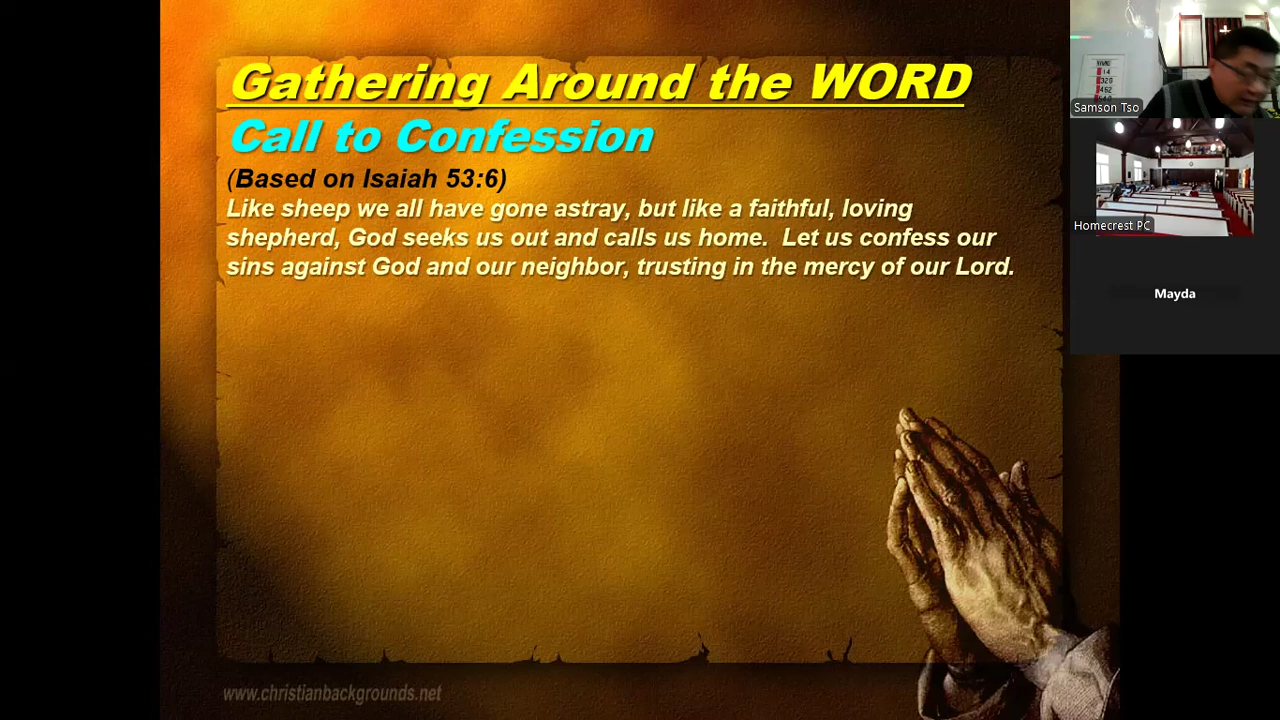 Gathering Around the WORD
Call to Confession
(Based on Isaiah 53:6)
Like sheep we all have gone astray, but like a faithful, loving
shepherd, God seeks us out and calls us home.  Let us confess our
sins against God and our neighbor, trusting in the mercy of our Lord.
www.christianbackgrounds.net
14
Samson Tso
Homecrest PC
Mayda